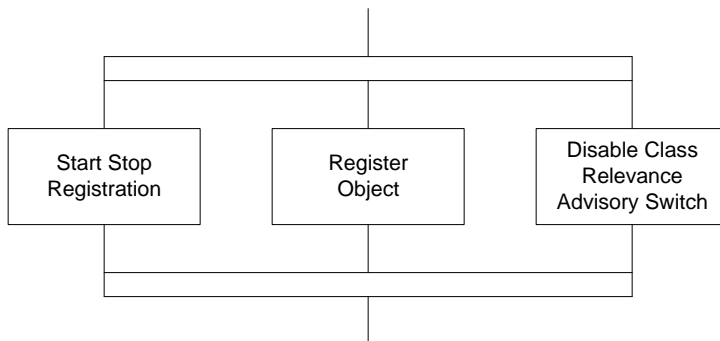 Start Stop
Registration
Register
Object
Disable Class
Relevance
Advisory Switch